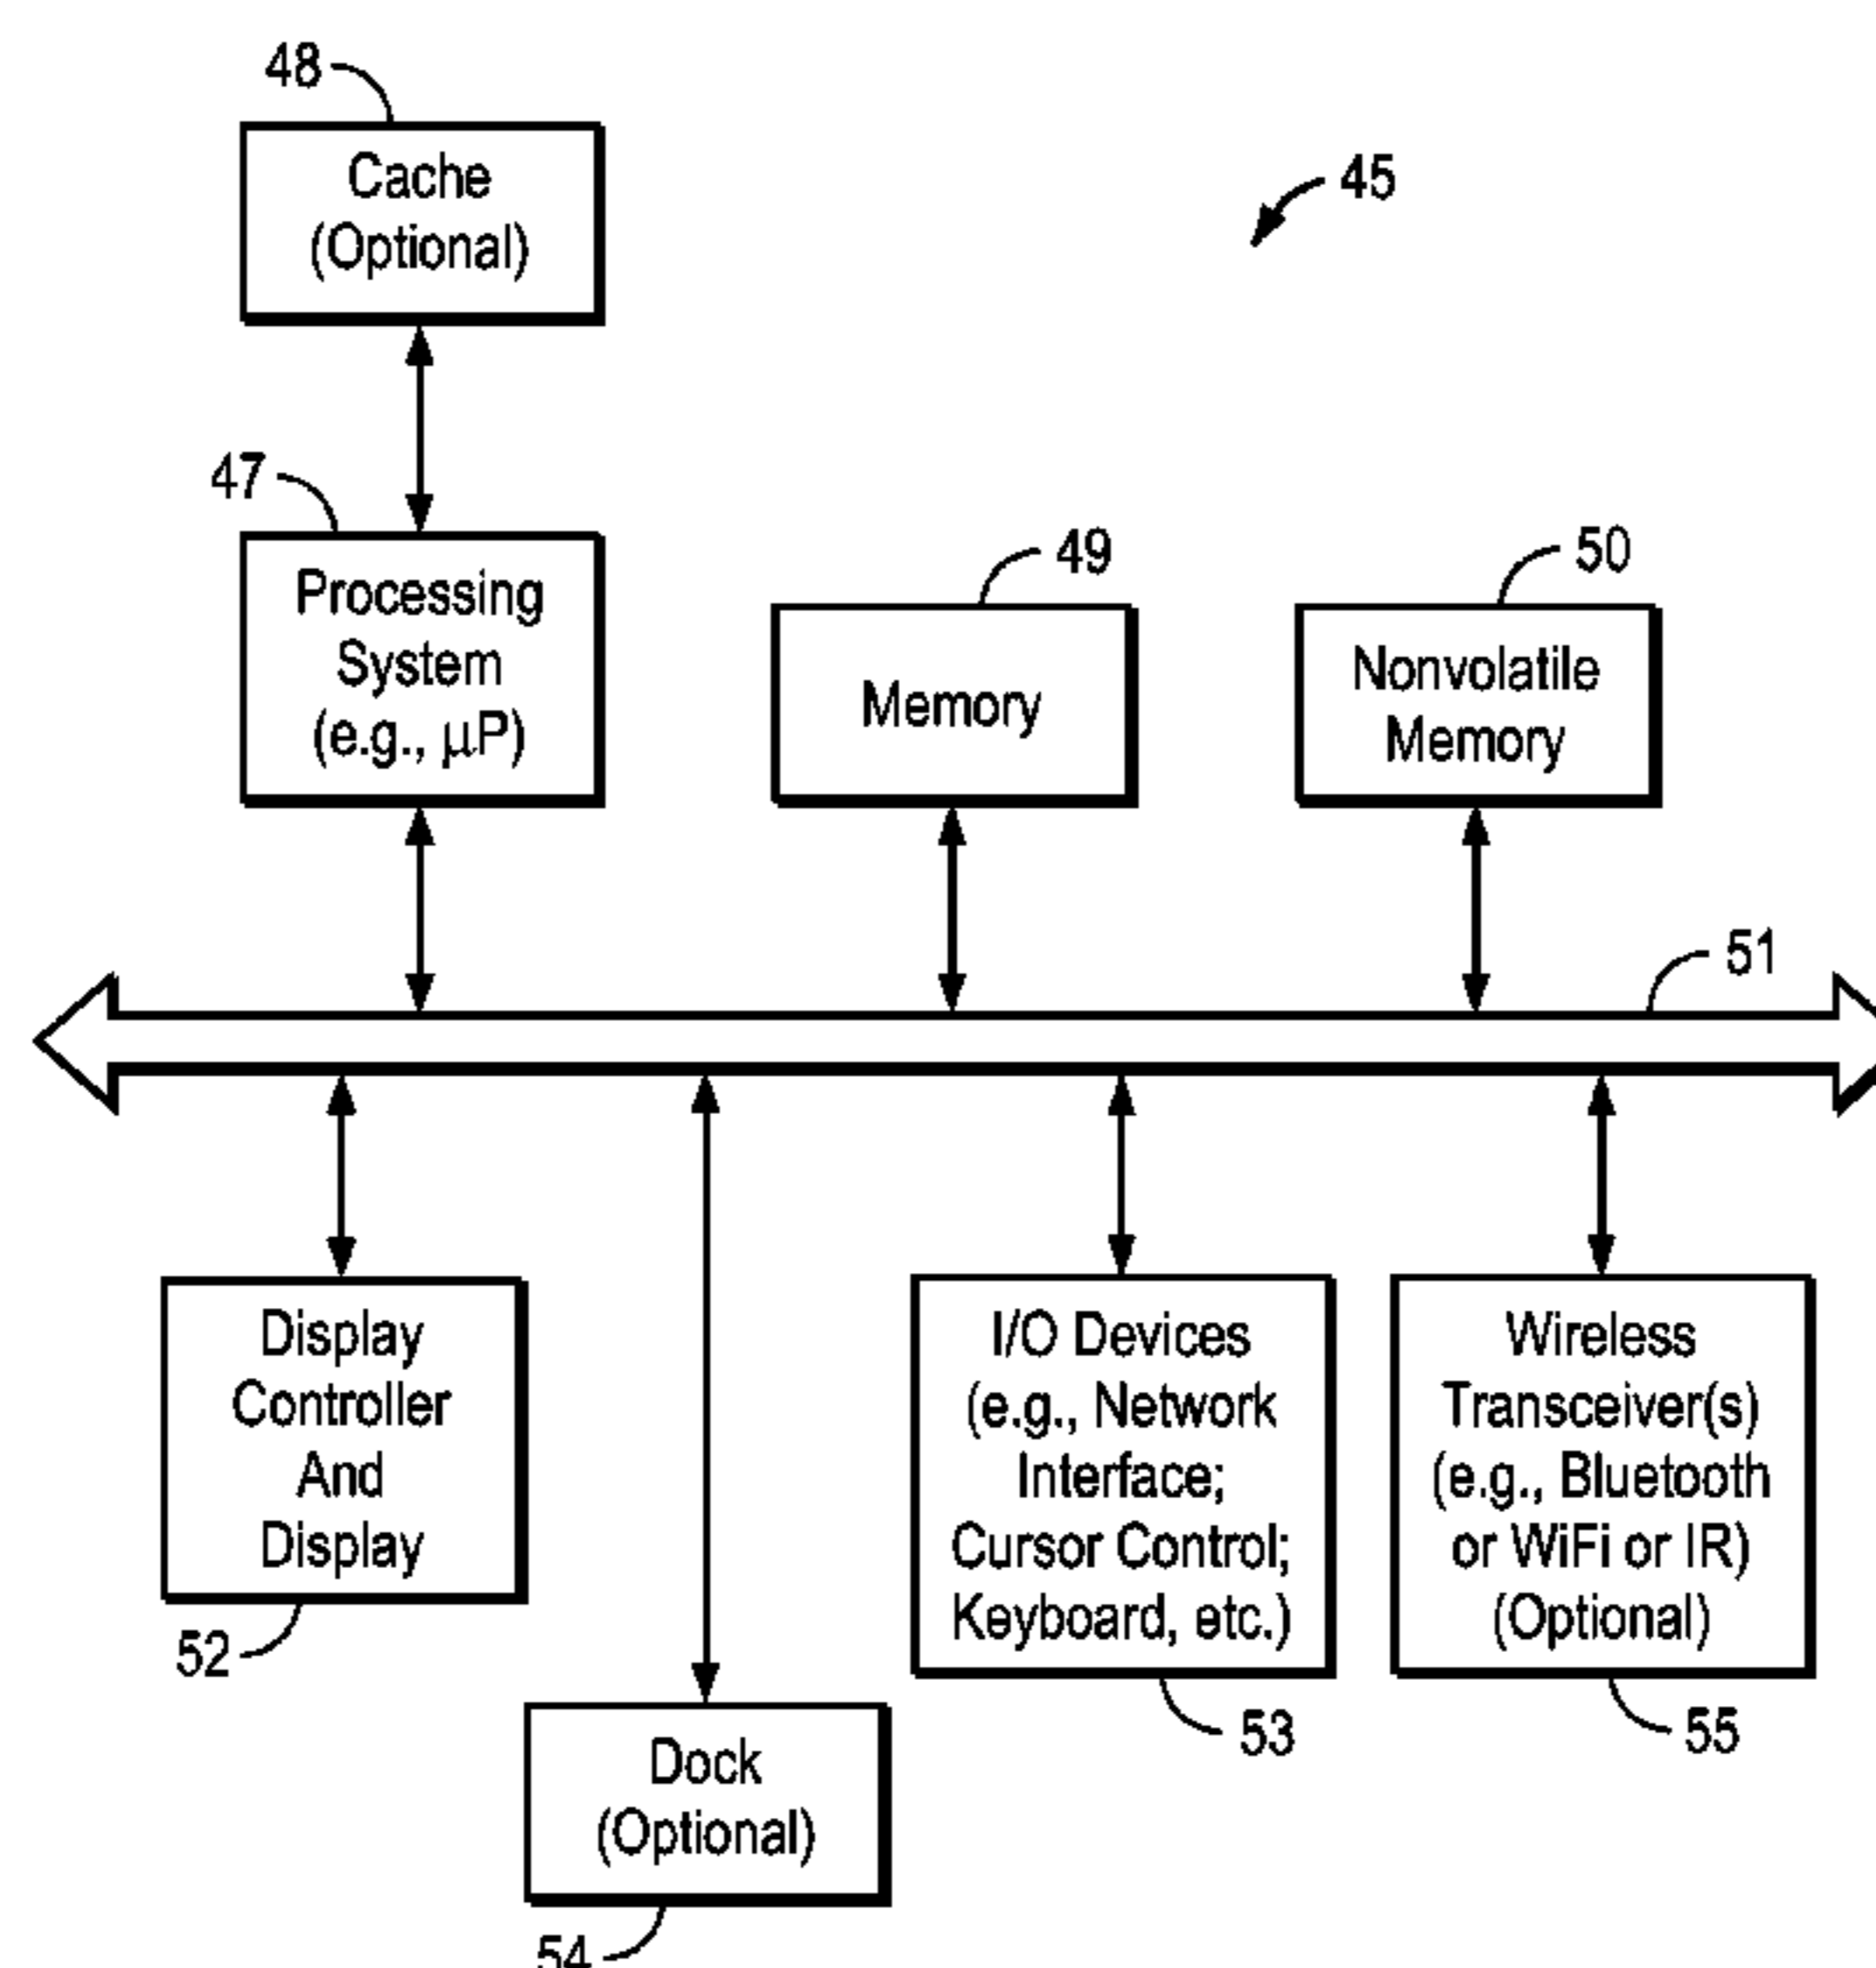 48
Cache
(Optional)
45
47
Processing
System
(e.g., μP)
49
Memory
50
Nonvolatile
Memory
51
Display
Controller
And
Display
52
Dock
(Optional)
54
I/O Devices
(e.g., Network
Interface;
Cursor Control;
Keyboard, etc.)
53
Wireless
Transceiver(s)
(e.g., Bluetooth
or WiFi or IR)
(Optional)
55